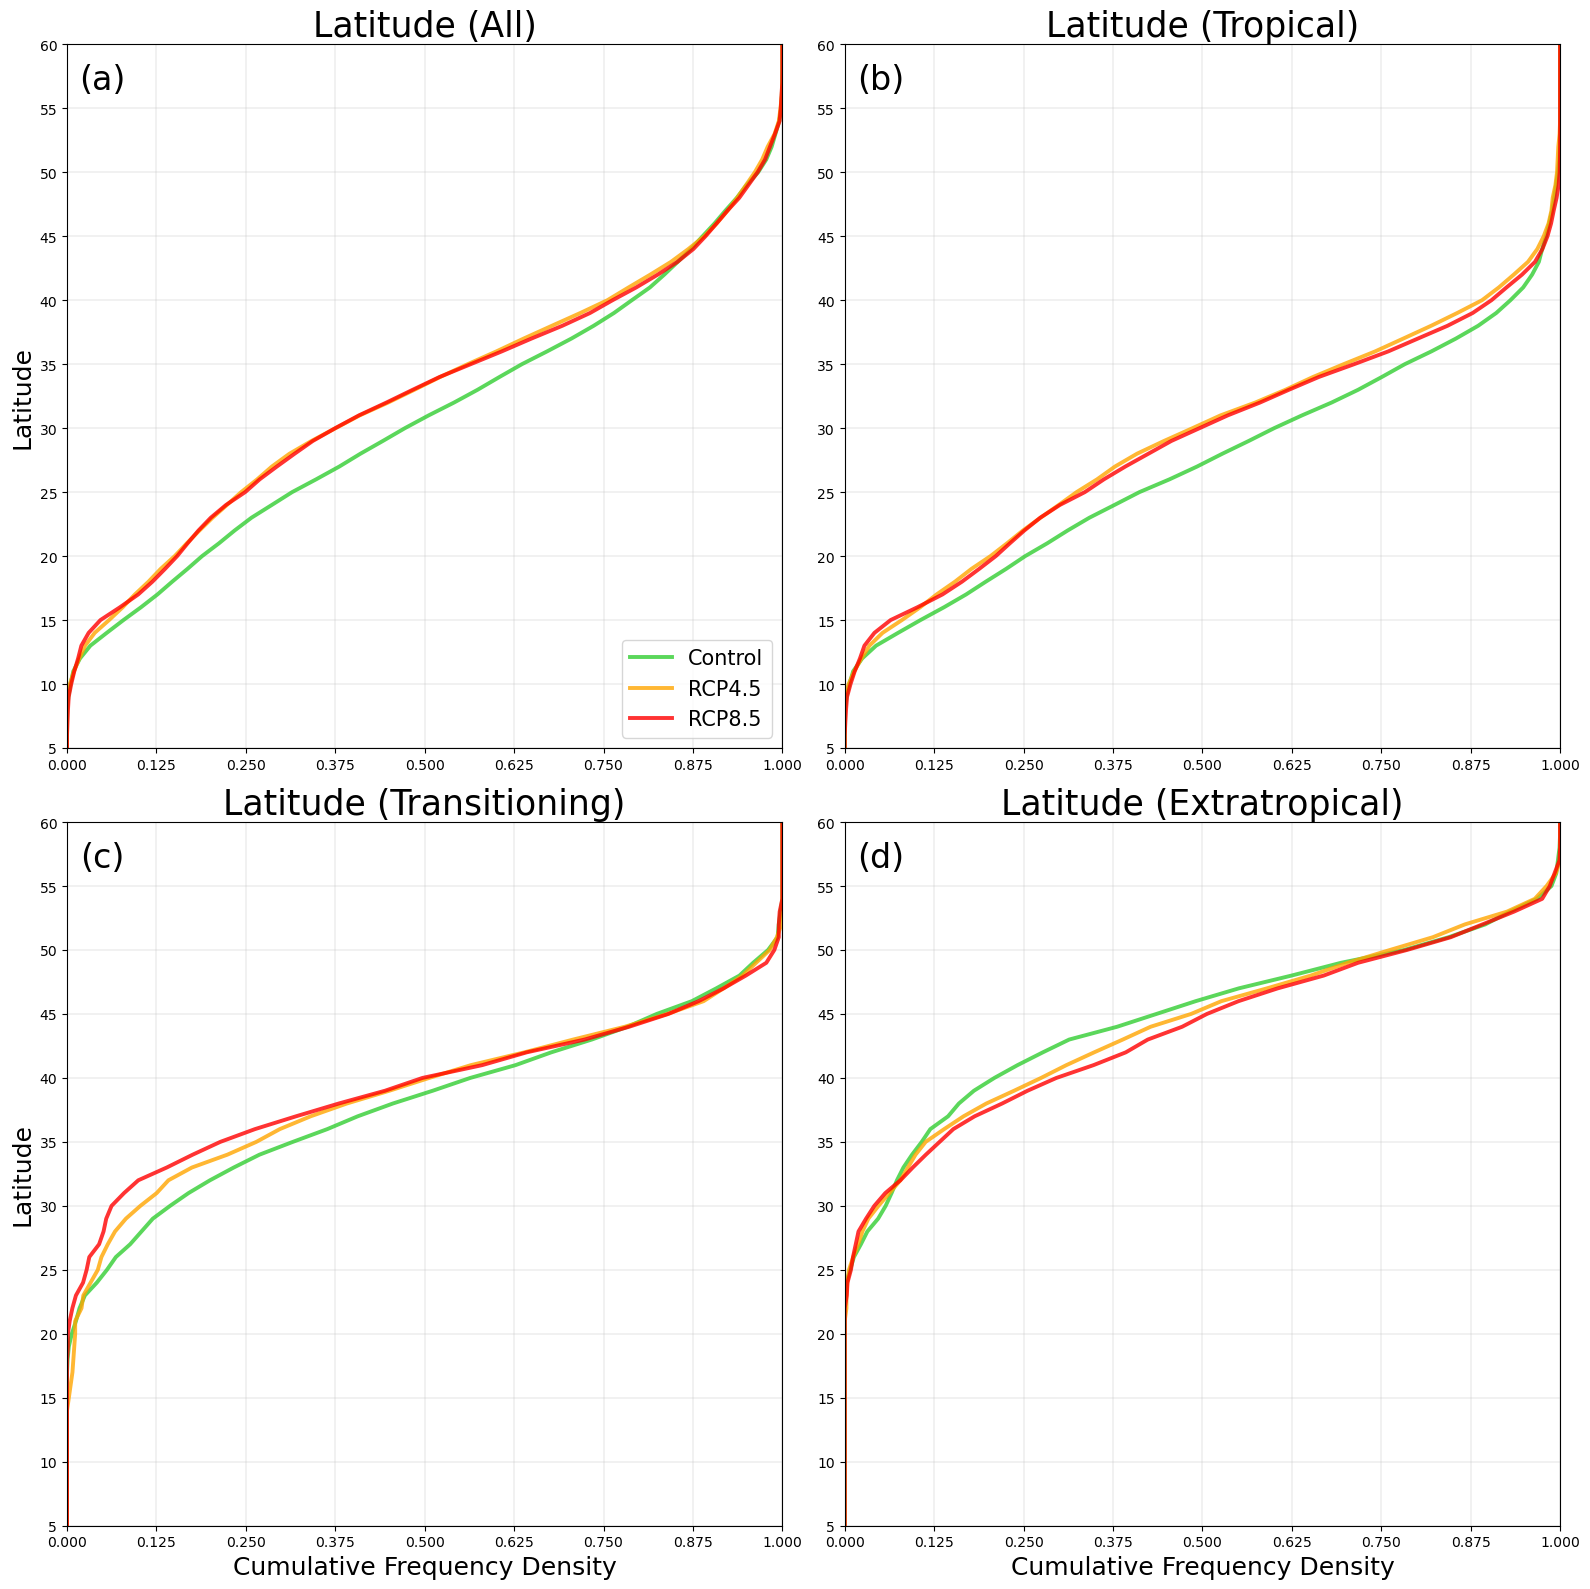 Latitude (All)
Latitude (Tropical)
(a)
(b)
60
55
50
45
40
35
30
25
20
15
10
5
Latitude
Control
RCP4.5
RCP8.5
0.000 0.125 0.250 0.375 0.500 0.625 0.750 0.875 1.000
60
55
50
45
40
35
30
25
20
15
10
5
0.000 0.125 0.250 0.375 0.500 0.625 0.750 0.875 1.000
Latitude (Transitioning)
Latitude (Extratropical)
(c)
(d)
60
55
50
45
40
35
30
25
20
15
10
5
Latitude
0.000 0.125 0.250 0.375 0.500 0.625 0.750 0.875 1.000
Cumulative Frequency Density
60
55
50
45
40
35
30
25
20
15
10
5
0.000 0.125 0.250 0.375 0.500 0.625 0.750 0.875 1.000
Cumulative Frequency Density